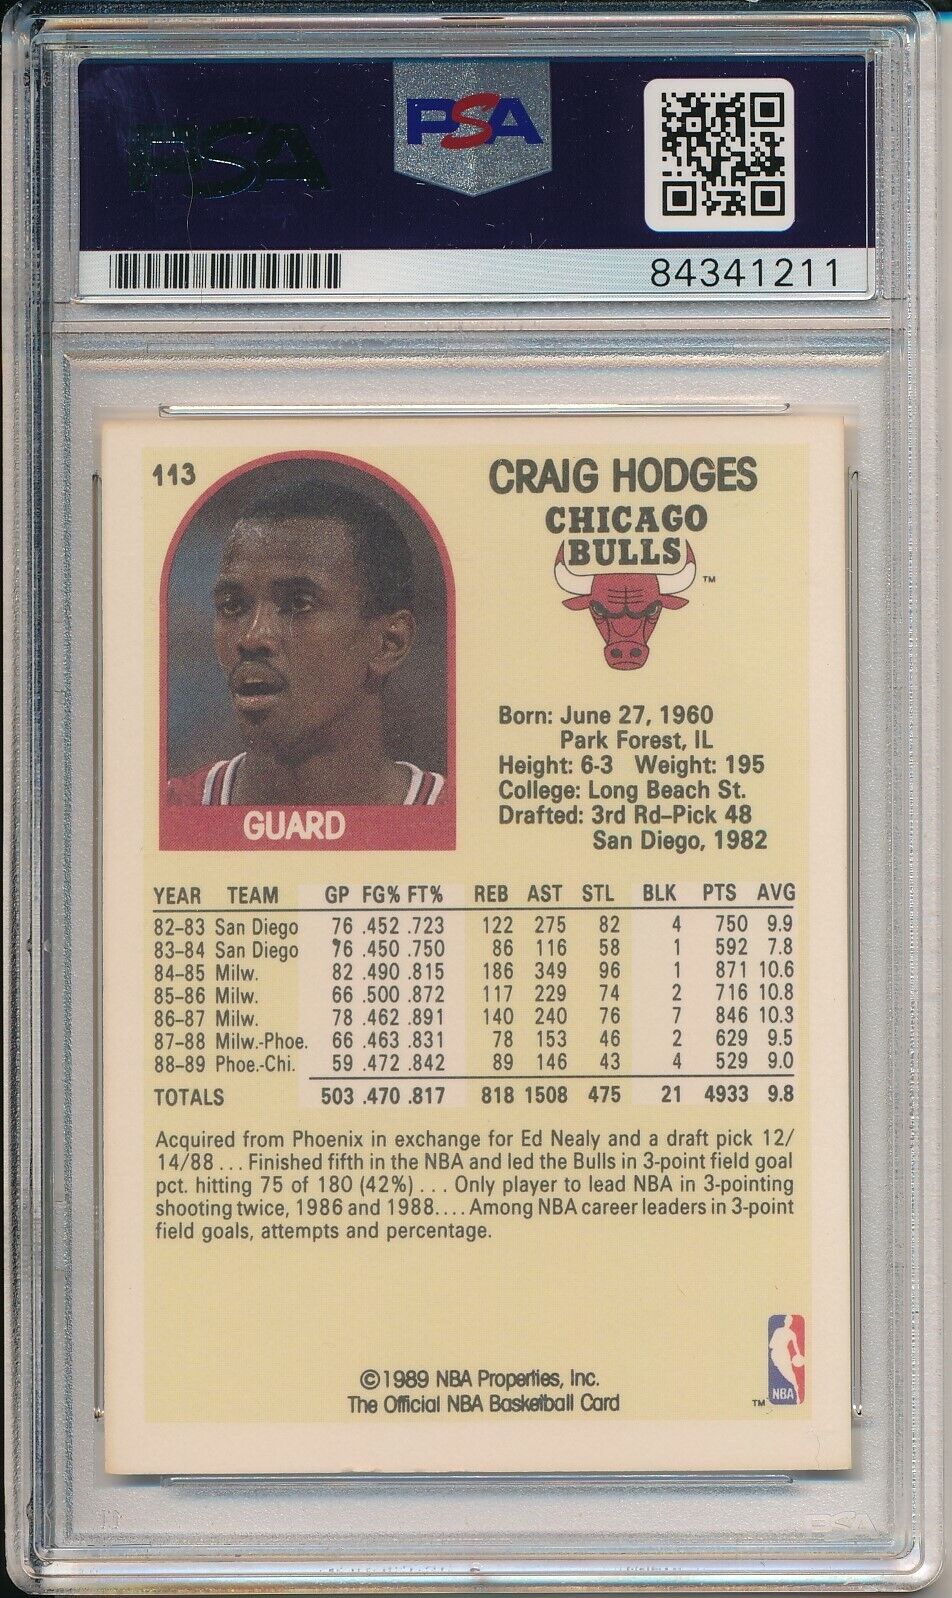 PSA
PSA
84341211
113
CRAIG HODGES
CHICAGO
BULLS
TM
Born: June 27, 1960
Park Forest, IL
Height: 6-3 Weight: 195
College: Long Beach St.
Drafted: 3rd Rd-Pick 48
San Diego, 1982
GUARD
YEAR TEAM GP FG% FT% REB AST STL BLK PTS AVG
82-83 San Diego 76 .452 .723 122 275 82 4 750 9.9
83-84 San Diego 76 .450 .750 86 116 58 1 592 7.8
84-85 Milw. 82 .490 .815 186 349 96 1 871 10.6
85-86 Milw. 66 .500 .872 117 229 74 2 716 10.8
86-87 Milw. 78 .462 .891 140 240 76 7 846 10.3
87-88 Milw.-Phoe. 66 .463 .831 78 153 46 2 629 9.5
88-89 Phoe.-Chi. 59 .472 .842 89 146 43 4 529 9.0
TOTALS 503 .470 .817 818 1508 475 21 4933 9.8
Acquired from Phoenix in exchange for Ed Nealy and a draft pick 12/
14/88 ... Finished fifth in the NBA and led the Bulls in 3-point field goal
pct. hitting 75 of 180 (42%) ... Only player to lead NBA in 3-pointing
shooting twice, 1986 and 1988.... Among NBA career leaders in 3-point
field goals, attempts and percentage.
©1989 NBA Properties, Inc.
The Official NBA Basketball Card
TM
NBA
PSA